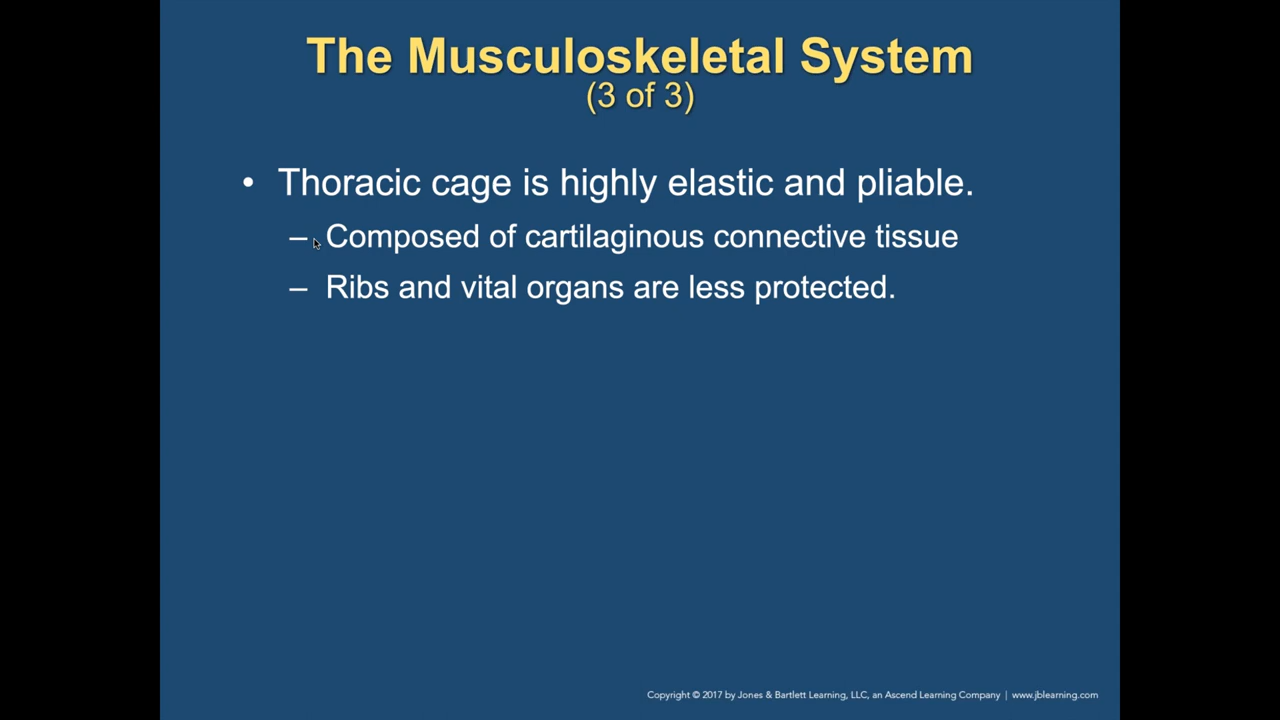 The Musculoskeletal System
(3 of 3)
• Thoracic cage is highly elastic and pliable.
– Composed of cartilaginous connective tissue
– Ribs and vital organs are less protected.
Copyright © 2017 by Jones & Bartlett Learning, LLC, an Ascend Learning Company | www.jblearning.com